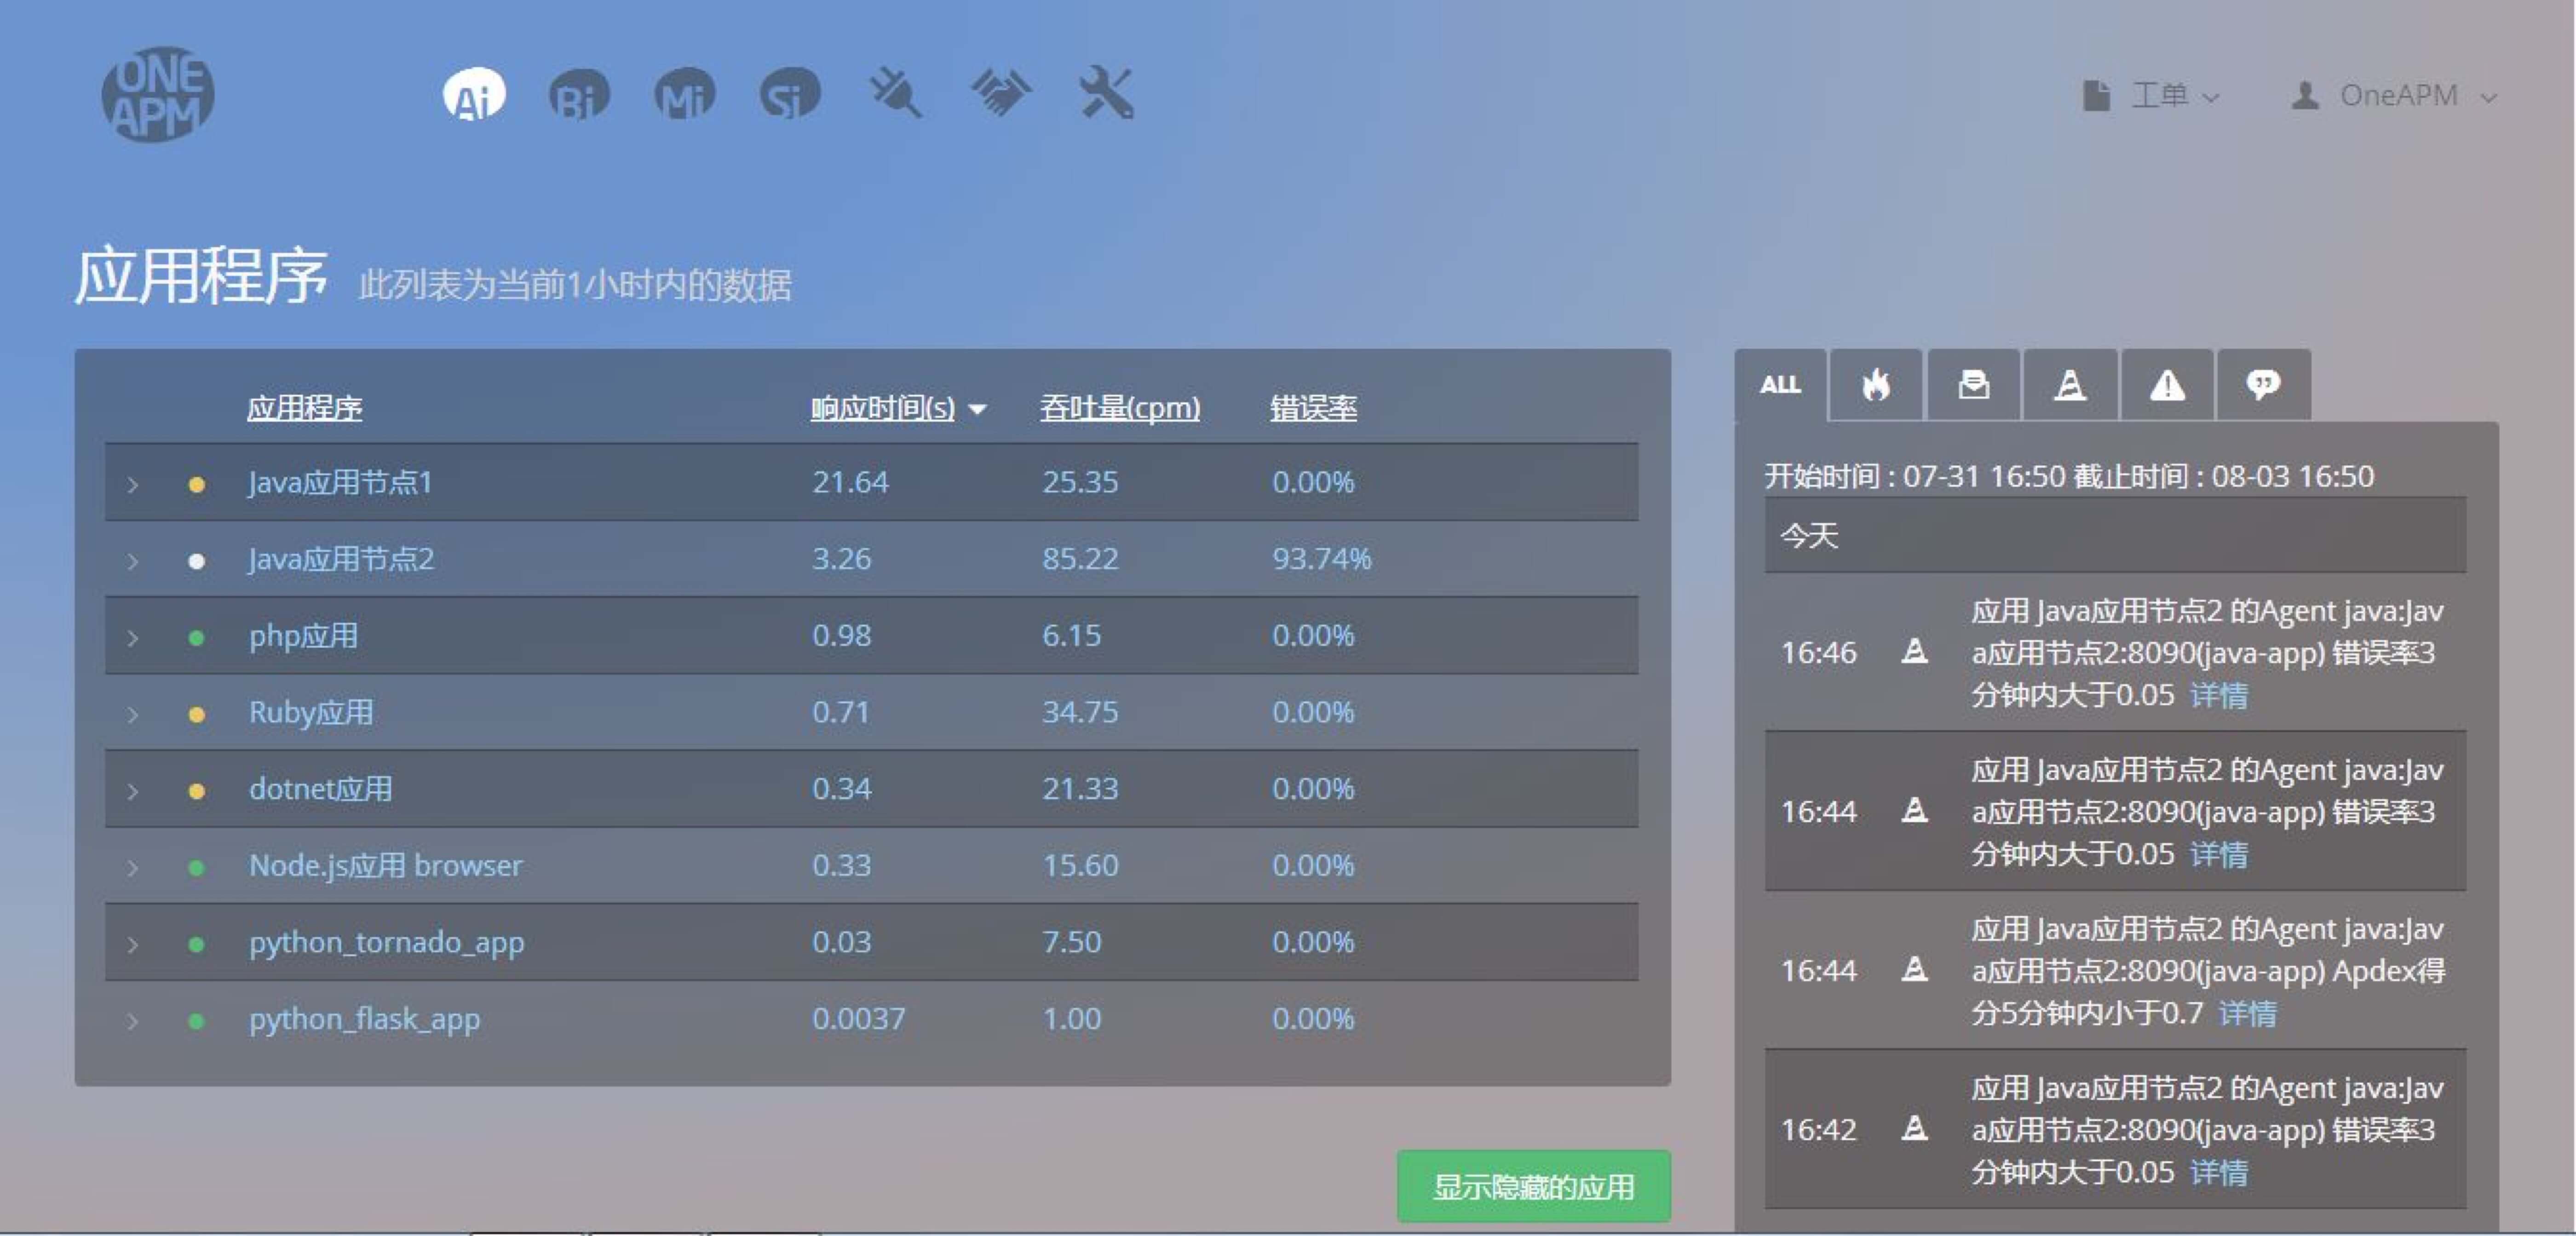 ONE
APM
Ai Bi Mi Si
工单
OneAPM
应用程序 此列表为当前1小时内的数据
应用程序 响应时间(s) 吞吐量(cpm) 错误率
Java应用节点1 21.64 25.35 0.00%
Java应用节点2 3.26 85.22 93.74%
php应用 0.98 6.15 0.00%
Ruby应用 0.71 34.75 0.00%
dotnet应用 0.34 21.33 0.00%
Node.js应用 browser 0.33 15.60 0.00%
python_tornado_app 0.03 7.50 0.00%
python_flask_app 0.0037 1.00 0.00%
显示隐藏的应用
ALL
开始时间 : 07-31 16:50 截止时间 : 08-03 16:50
今天
应用 Java应用节点2 的Agent java:Jav
16:46 a应用节点2:8090(java-app) 错误率3
分钟内大于0.05 详情
应用 Java应用节点2 的Agent java:Jav
16:44 a应用节点2:8090(java-app) 错误率3
分钟内大于0.05 详情
应用 Java应用节点2 的Agent java:Jav
16:44 a应用节点2:8090(java-app) Apdex得
分5分钟内小于0.7 详情
应用 Java应用节点2 的Agent java:Jav
16:42 a应用节点2:8090(java-app) 错误率3
分钟内大于0.05 详情